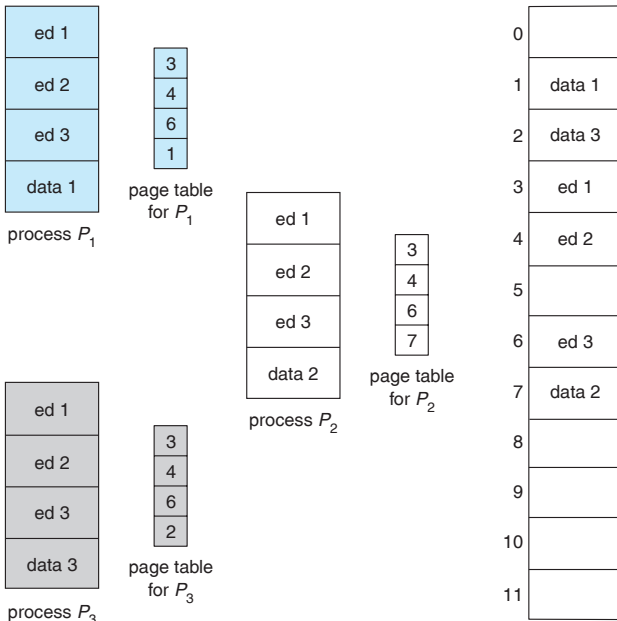 ed 1
ed 2
ed 3
data 1
process P1
3
4
6
1
page table
for P1
ed 1
ed 2
ed 3
data 2
process P2
3
4
6
7
page table
for P2
ed 1
ed 2
ed 3
data 3
process P3
3
4
6
2
page table
for P3
0
1 data 1
2 data 3
3 ed 1
4 ed 2
5
6 ed 3
7 data 2
8
9
10
11